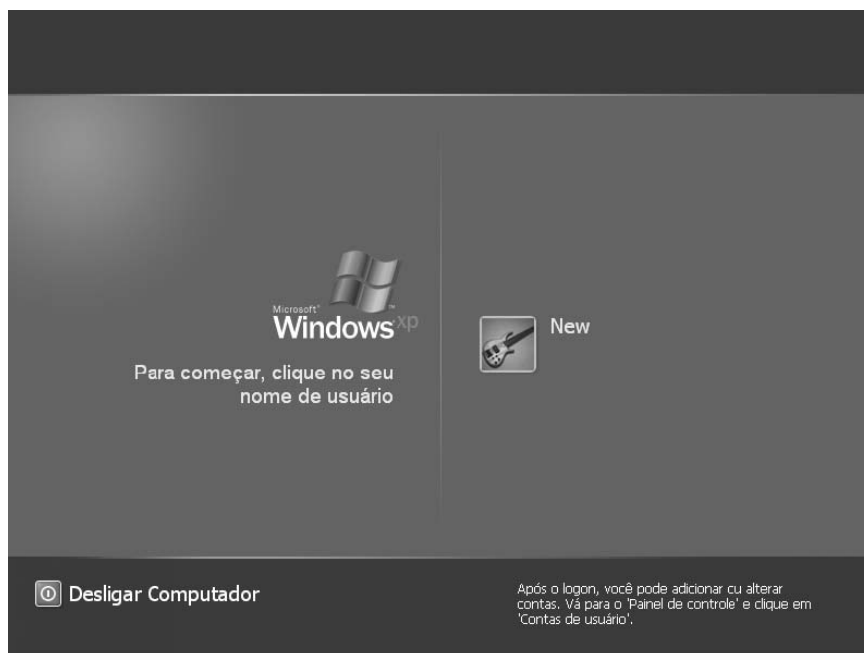 Microsoft®
Windows xp
™
New
Para começar, clique no seu
nome de usuário
Desligar Computador
Após o logon, você pode adicionar cu alterar
contas. Vá para o 'Painel de controle' e clique em
'Contas de usuário'.